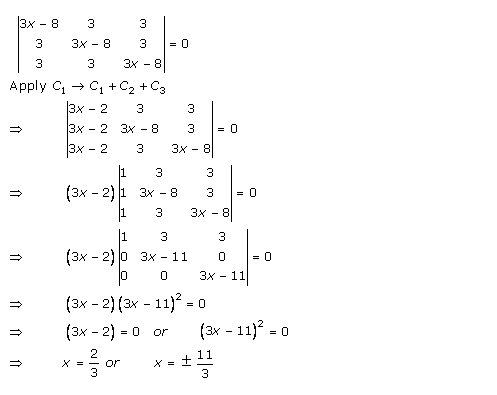 |3x − 8 3 3|
|3 3x − 8 3| = 0
|3 3 3x − 8|
Apply C₁ → C₁ + C₂ + C₃
|3x − 2 3 3|
⇒ |3x − 2 3x − 8 3| = 0
|3x − 2 3 3x − 8|
|1 3 3|
⇒ (3x − 2) |1 3x − 8 3| = 0
|1 3 3x − 8|
|1 3 3|
⇒ (3x − 2) |0 3x − 11 0| = 0
|0 0 3x − 11|
⇒ (3x − 2)(3x − 11)² = 0
⇒ (3x − 2) = 0 or (3x − 11)² = 0
⇒ x = 2/3 or x = ± 11/3